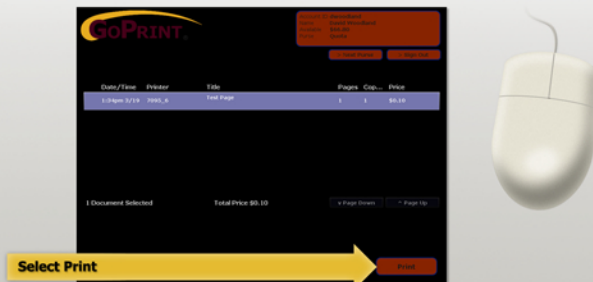 GOPRINT
Date/Time Printer Title Pages Cop... Price
1:24pm 5/19 Test Page 1 1 $0.10
1 Document Selected Total Price $0.10 v Page Down ^ Page Up
Select Print
Print